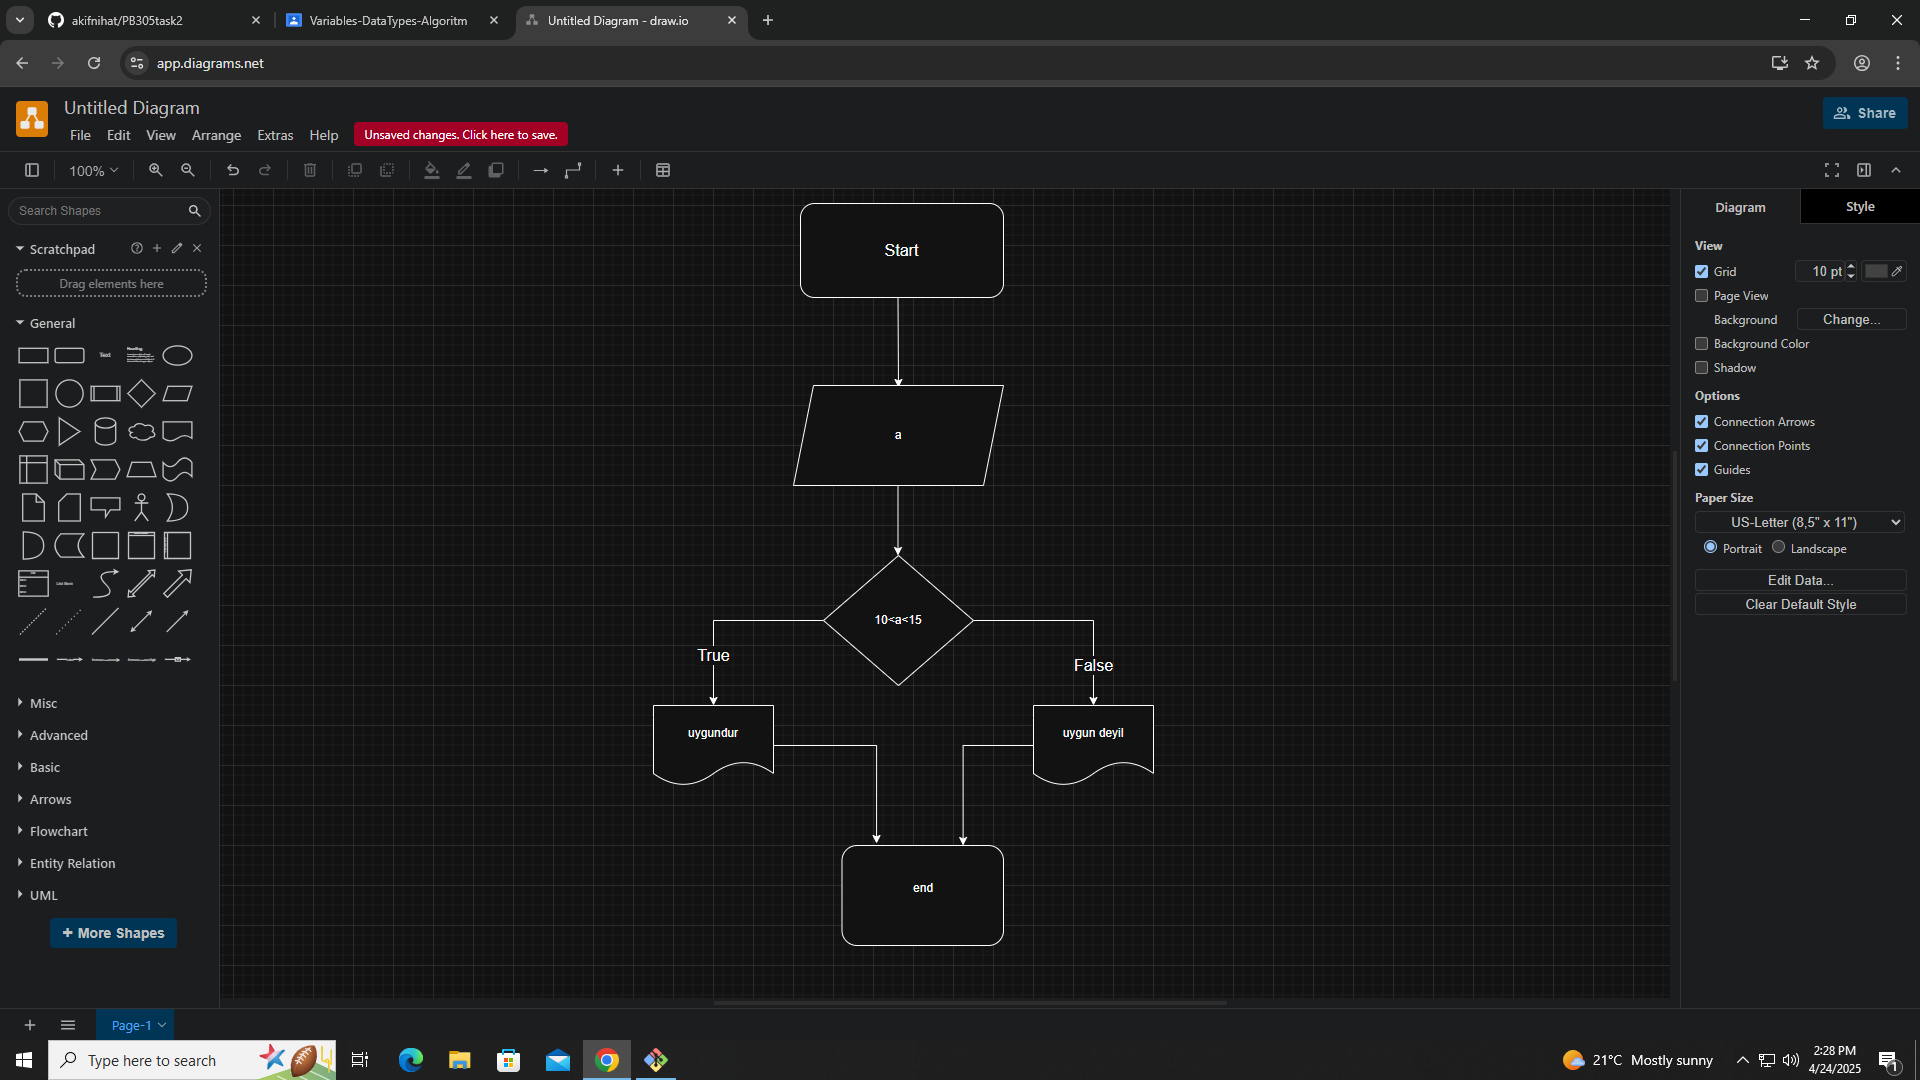 akifnihat/PB305task2
Variables-DataTypes-Algoritm
Untitled Diagram - draw.io
app.diagrams.net
Untitled Diagram
File Edit View Arrange Extras Help
Unsaved changes. Click here to save.
Share
100%
Search Shapes
Scratchpad
Drag elements here
General
Text
Heading
List Item
Misc
Advanced
Basic
Arrows
Flowchart
Entity Relation
UML
+ More Shapes
Start
a
10<a<15
True
False
uygundur
uygun deyil
end
Diagram
Style
View
Grid
10 pt
Page View
Background
Change...
Background Color
Shadow
Options
Connection Arrows
Connection Points
Guides
Paper Size
US-Letter (8,5" x 11")
Portrait
Landscape
Edit Data...
Clear Default Style
Page-1
Type here to search
21°C Mostly sunny
2:28 PM
4/24/2025
1